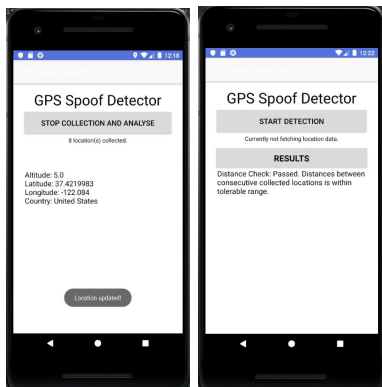 12:18
GPS Spoof Detector
STOP COLLECTION AND ANALYSE
8 location(s) collected.
Altitude: 5.0
Latitude: 37.4219983
Longitude: -122.084
Country: United States
Location updated!
12:22
GPS Spoof Detector
START DETECTION
Currently not fetching location data.
RESULTS
Distance Check: Passed. Distances between
consecutive collected locations is within
tolerable range.